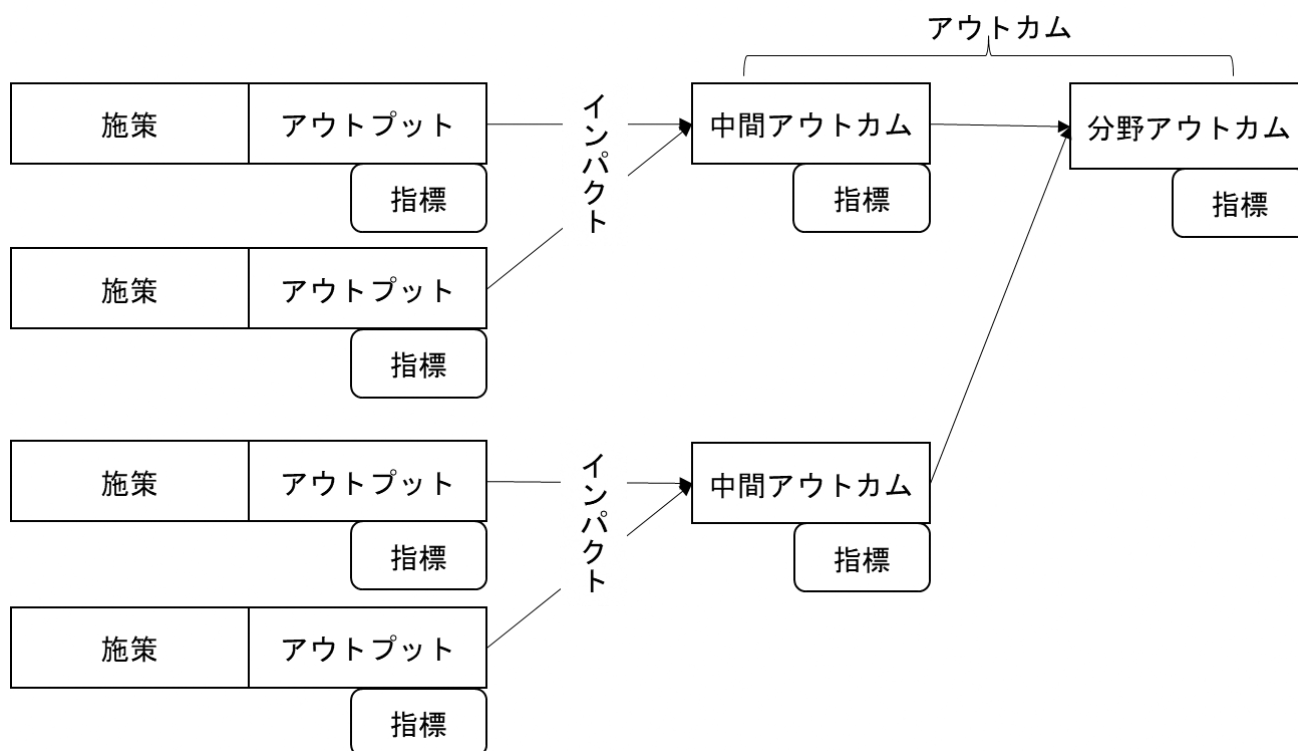 アウトカム
施策
アウトプット
インパクト
中間アウトカム
分野アウトカム
指標
指標
指標
施策
アウトプット
指標
施策
アウトプット
インパクト
中間アウトカム
指標
指標
施策
アウトプット
指標